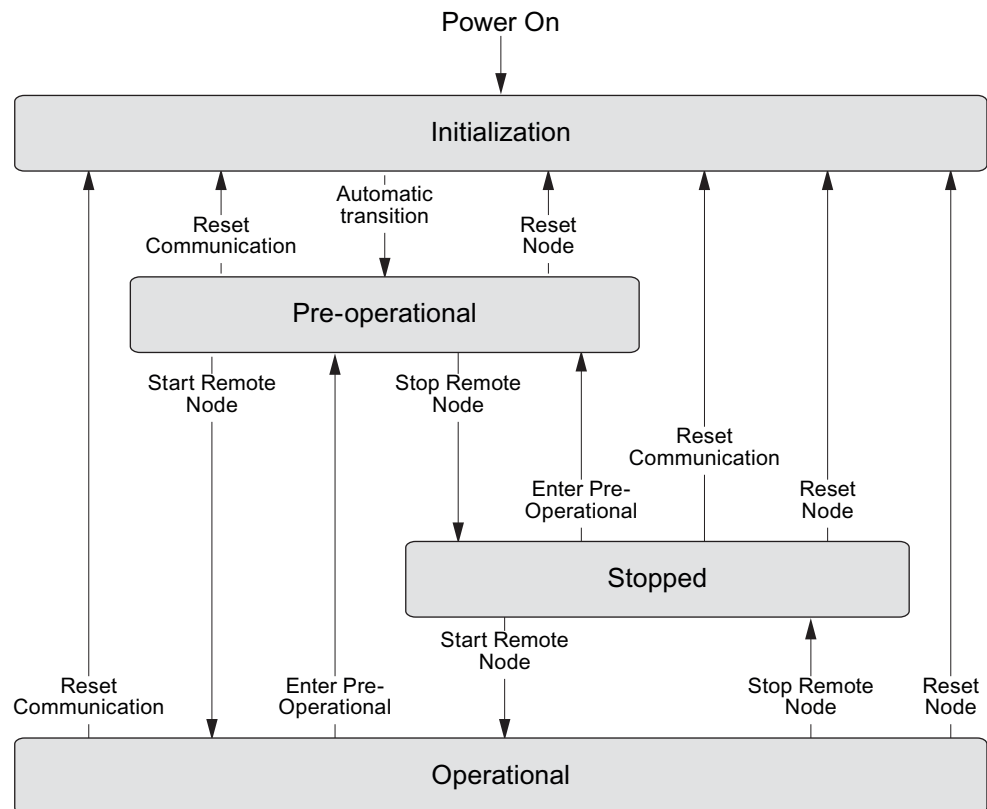 Power On
Initialization
Automatic
transition
Reset
Communication
Reset
Node
Pre-operational
Start Remote
Node
Stop Remote
Node
Reset
Communication
Enter Pre-
Operational
Reset
Node
Stopped
Start Remote
Node
Reset
Communication
Enter Pre-
Operational
Stop Remote
Node
Reset
Node
Operational